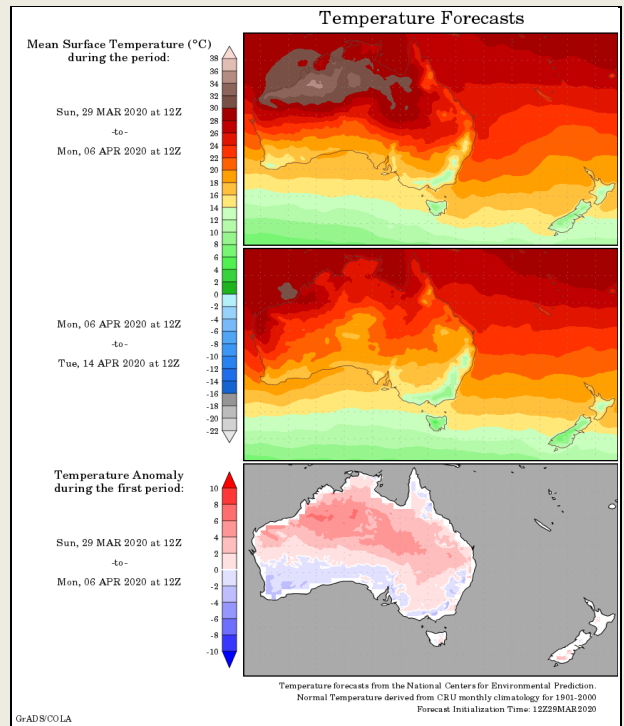 Temperature Forecasts
Mean Surface Temperature (°C)
during the period:
38
36
34
32
30
28
26
24
22
20
18
16
14
12
10
8
6
4
2
0
-2
-4
-6
-8
-10
-12
-14
-16
-17
-18
-20
-22
Sun, 29 MAR 2020 at 12Z
-to-
Mon, 06 APR 2020 at 12Z
Mon, 06 APR 2020 at 12Z
-to-
Tue, 14 APR 2020 at 12Z
Temperature Anomaly
during the first period:
10
8
6
4
2
0
-2
-4
-6
-8
-10
Sun, 29 MAR 2020 at 12Z
-to-
Mon, 06 APR 2020 at 12Z
Temperature forecasts from the National Centers for Environmental Prediction.
Normal Temperature derived from CRU monthly climatology for 1901-2000
Forecast Initialization Time: 12Z29MAR2020
GrADS/COLA